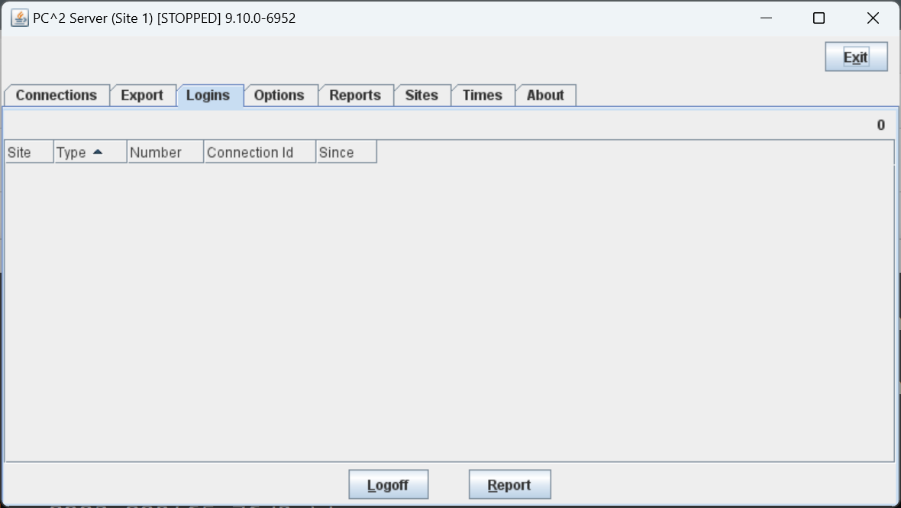 PC^2 Server (Site 1) [STOPPED] 9.10.0-6952
Exit
Connections Export Logins Options Reports Sites Times About
0
Site Type Number Connection Id Since
Logoff Report